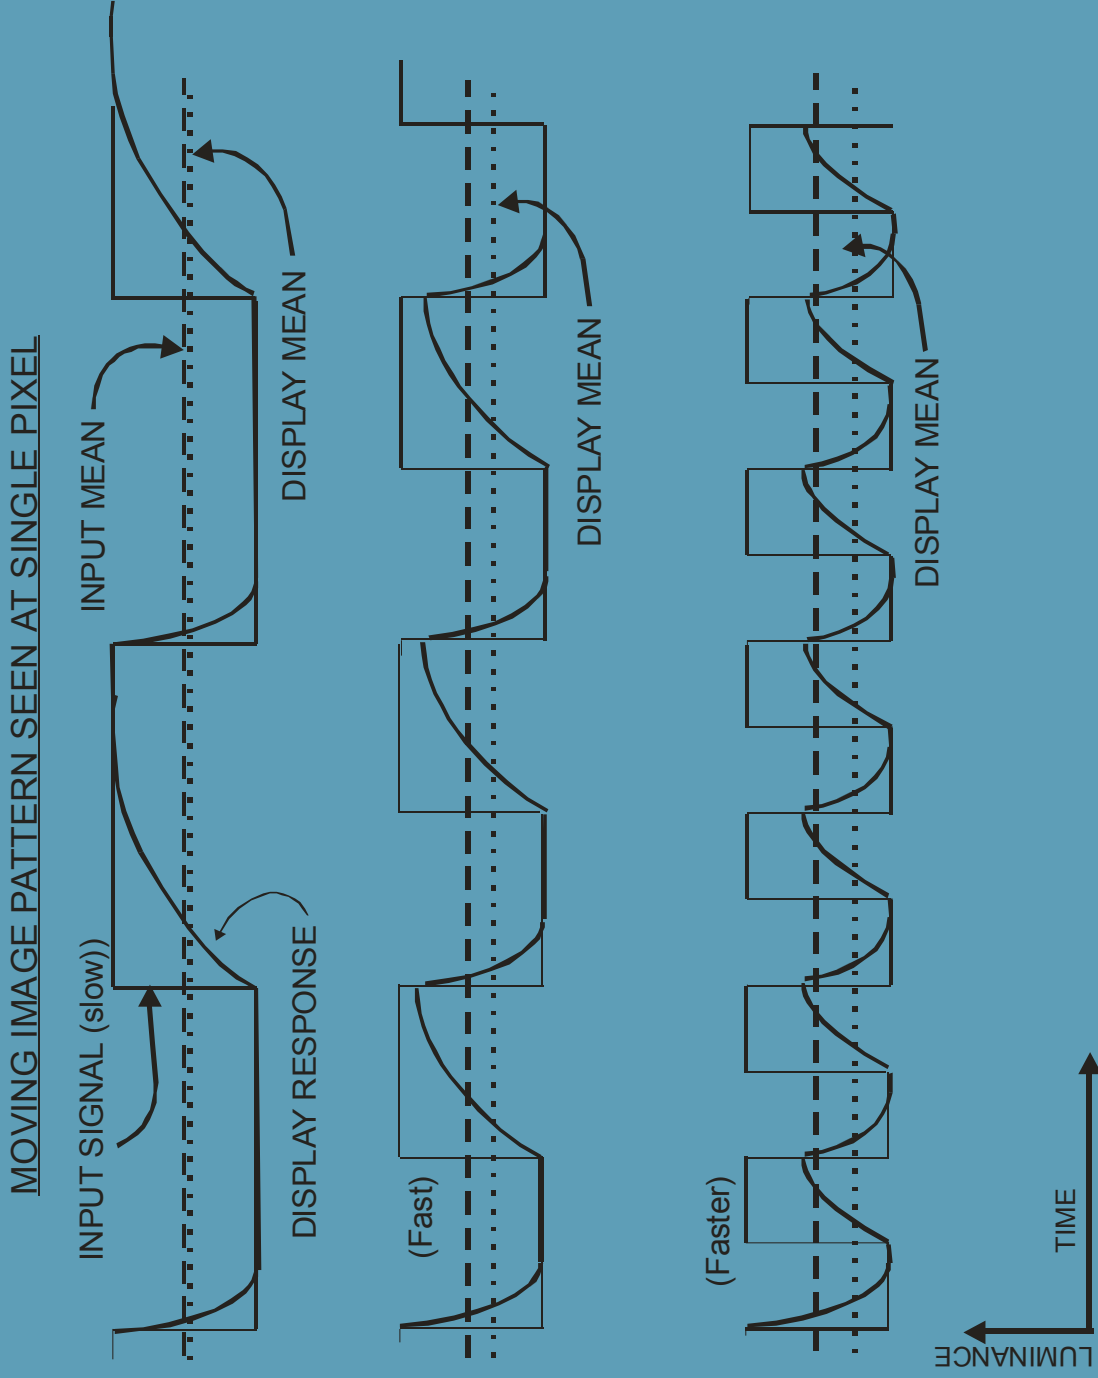 MOVING IMAGE PATTERN SEEN AT SINGLE PIXEL
INPUT SIGNAL (slow))
INPUT MEAN
DISPLAY RESPONSE
DISPLAY MEAN
(Fast)
DISPLAY MEAN
(Faster)
DISPLAY MEAN
LUMINANCE
TIME